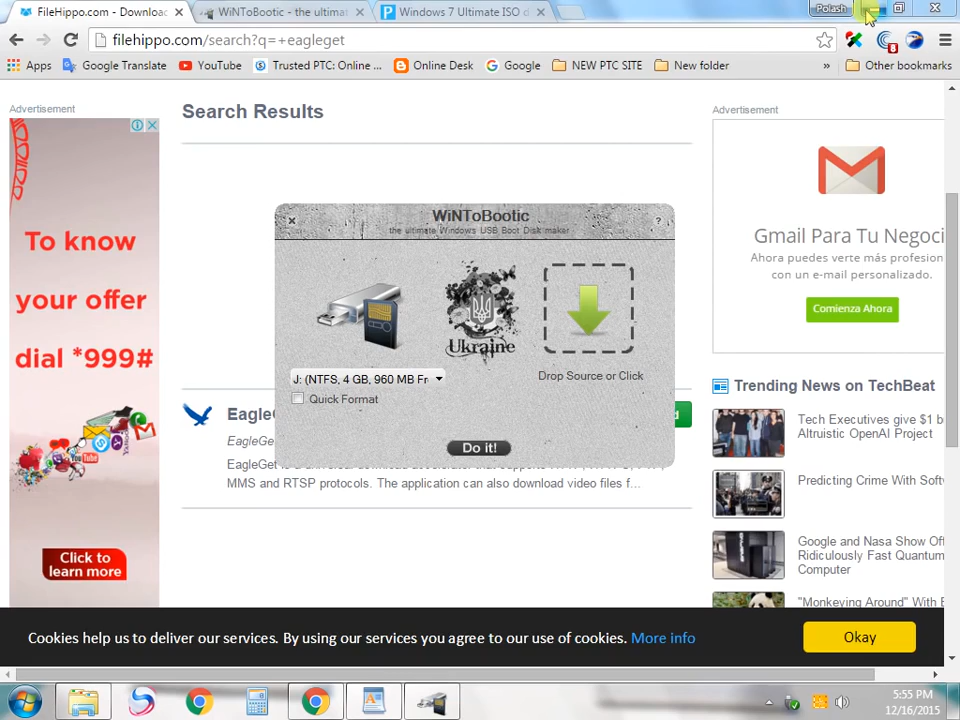 FileHippo.com - Downloac
WiNToBootic - the ultimat
Windows 7 Ultimate ISO d
Polash
filehippo.com/search?q=+eagleget
Apps
Google Translate
YouTube
Trusted PTC: Online ...
Online Desk
Google
NEW PTC SITE
New folder
»
Other bookmarks
Advertisement
To know
your offer
dial *999#
Click to
learn more
Search Results
WiNToBootic
the ultimate Windows USB Boot Disk maker
?
Ukraine
J: (NTFS, 4 GB, 960 MB Fr
Quick Format
Drop Source or Click
Do it!
EagleG
d
EagleGet
EagleGet is a universal download accelerator that supports
MMS and RTSP protocols. The application can also download video files f...
Advertisement
Gmail Para Tu Negoci
Ahora puedes verte más profesion
con un e-mail personalizado.
Comienza Ahora
Trending News on TechBeat
Tech Executives give $1 b
Altruistic OpenAI Project
Predicting Crime With Softv
Google and Nasa Show Off
Ridiculously Fast Quantum
Computer
"Monkeying Around" With E
Cookies help us to deliver our services. By using our services you agree to our use of cookies. More info
Okay
5:55 PM
12/16/2015